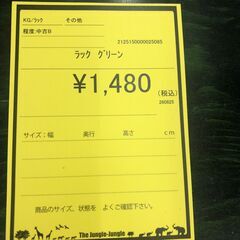 KG/ラック その他
程度:中古B
2125150000025085
ラック グリーン
¥1,480
(税込)
260825
サイズ:幅 奥行 高さ cm
商品のサイズ、状態を よくご確認下さい。
The Jungle-Jungle